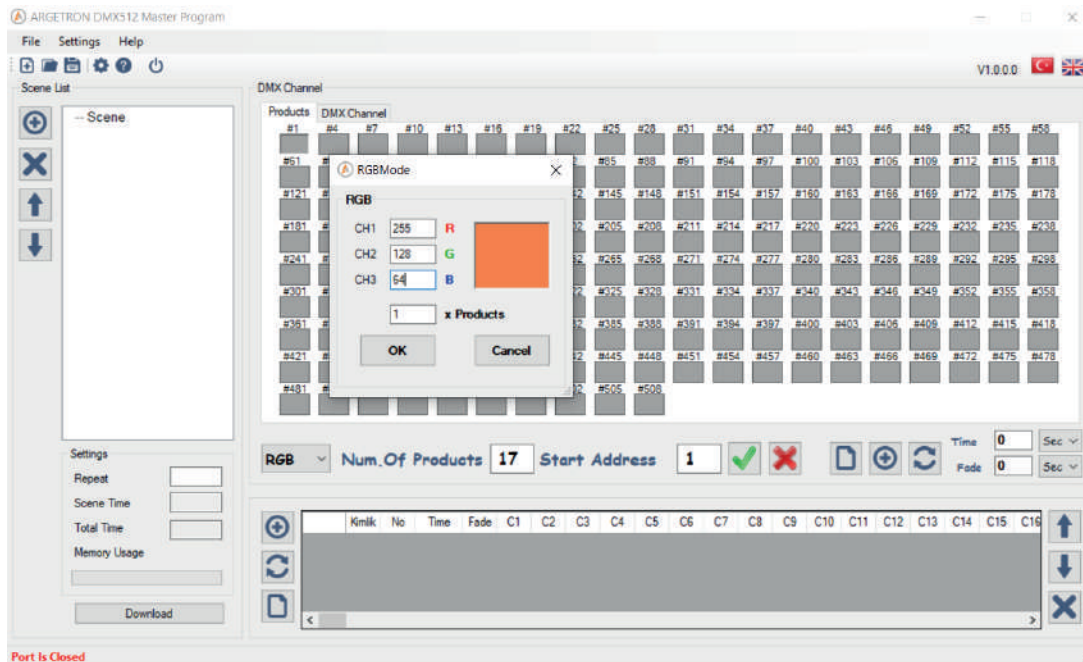 ARGETRON DMX512 Master Program
File Settings Help
V1.0.0.0
Scene List
DMX Channel
Scene
Products DMX Channel
#1 #4 #7 #10 #13 #16 #19 #22 #25 #28 #31 #34 #37 #40 #43 #46 #49 #52 #55 #58
#61 #85 #88 #91 #94 #97 #100 #103 #106 #109 #112 #115 #118
#121 #145 #148 #151 #154 #157 #160 #163 #166 #169 #172 #175 #178
#181 #205 #208 #211 #214 #217 #220 #223 #226 #229 #232 #235 #238
#241 #265 #268 #271 #274 #277 #280 #283 #286 #289 #292 #295 #298
#301 #325 #328 #331 #334 #337 #340 #343 #346 #349 #352 #355 #358
#361 #385 #388 #391 #394 #397 #400 #403 #406 #409 #412 #415 #418
#421 #445 #448 #451 #454 #457 #460 #463 #466 #469 #472 #475 #478
#481 #505 #508
RGBMode
RGB
CH1 255 R
CH2 128 G
CH3 64 B
1 x Products
OK Cancel
RGB Num.Of Products 17 Start Address 1
Time 0 Sec
Fade 0 Sec
Settings
Repeat
Scene Time
Total Time
Memory Usage
Download
Kimlik No Time Fade C1 C2 C3 C4 C5 C6 C7 C8 C9 C10 C11 C12 C13 C14 C15 C16
Port Is Closed